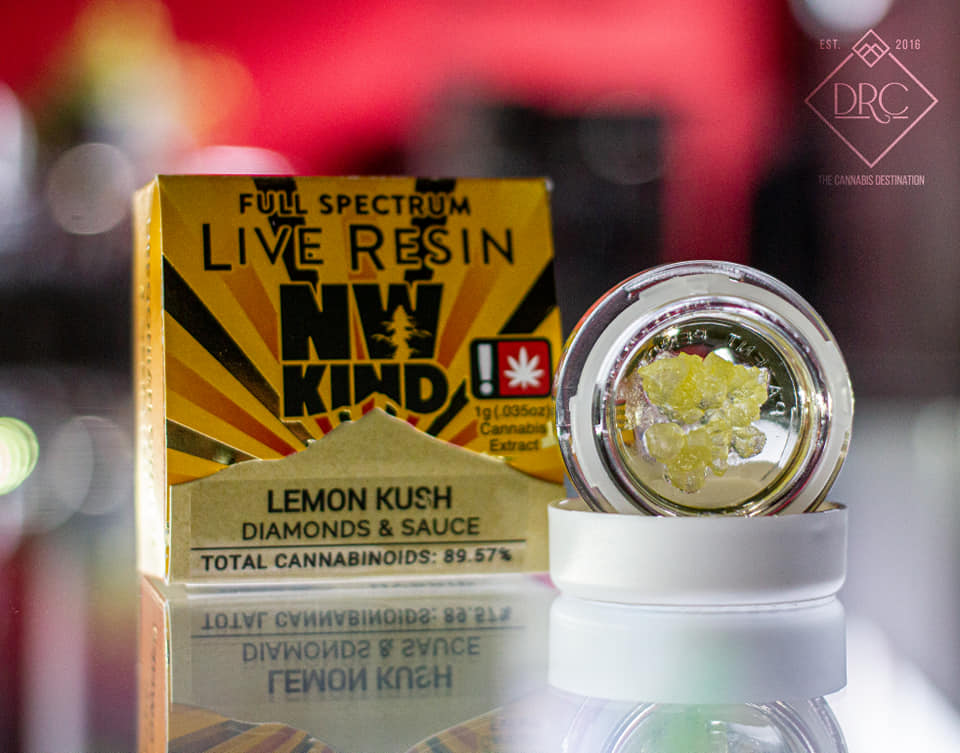 EST. 2016
DRC
THE CANNABIS DESTINATION
FULL SPECTRUM
LIVE RESIN
NW
KIND
!
1g (.035oz)
Cannabis
Extract
LEMON KUSH
DIAMONDS & SAUCE
TOTAL CANNABINOIDS: 89.57%